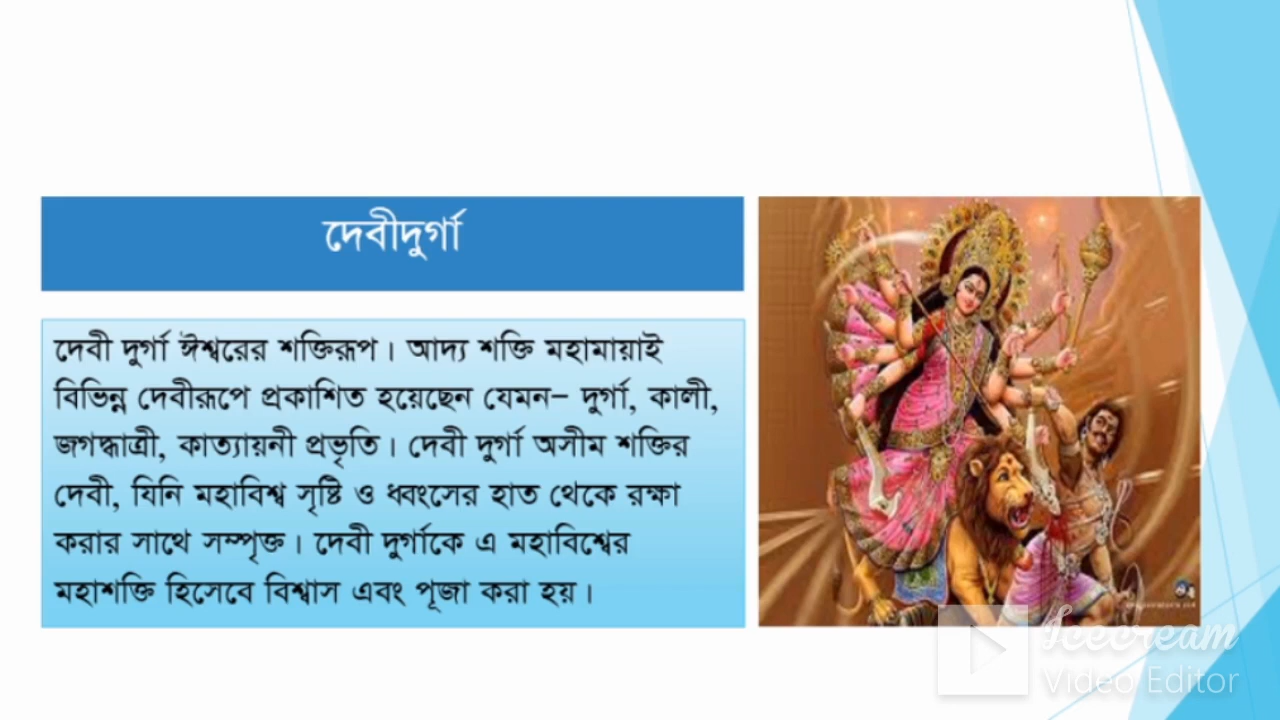 দেবীদুর্গা
দেবী দুর্গা ঈশ্বরের শক্তিরূপ। আদ্য শক্তি মহামায়াই
বিভিন্ন দেবীরূপে প্রকাশিত হয়েছেন যেমন– দুর্গা, কালী,
জগদ্ধাত্রী, কাত্যায়নী প্রভৃতি। দেবী দুর্গা অসীম শক্তির
দেবী, যিনি মহাবিশ্ব সৃষ্টি ও ধ্বংসের হাত থেকে রক্ষা
করার সাথে সম্পৃক্ত। দেবী দুর্গাকে এ মহাবিশ্বের
মহাশক্তি হিসেবে বিশ্বাস এবং পূজা করা হয়।
Icecream
Video Editor